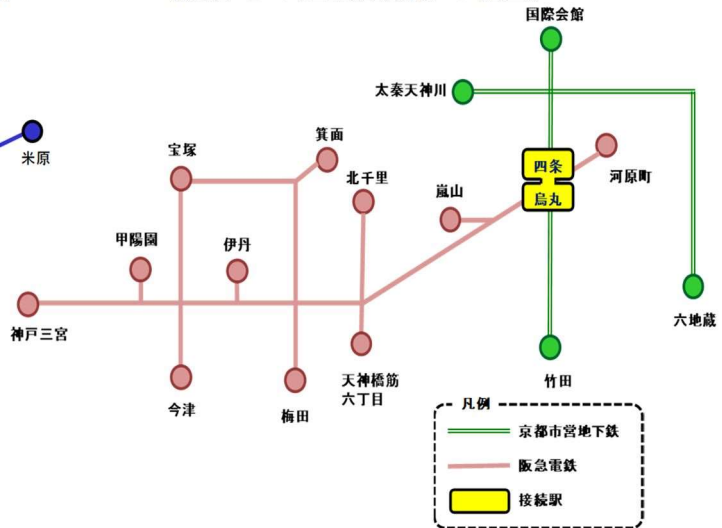 国際会館
太秦天神川
米原
宝塚
箕面
北千里
四条
烏丸
河原町
嵐山
甲陽園
伊丹
神戸三宮
六地蔵
天神橋筋
六丁目
今津
梅田
竹田
凡例
京都市営地下鉄
阪急電鉄
接続駅